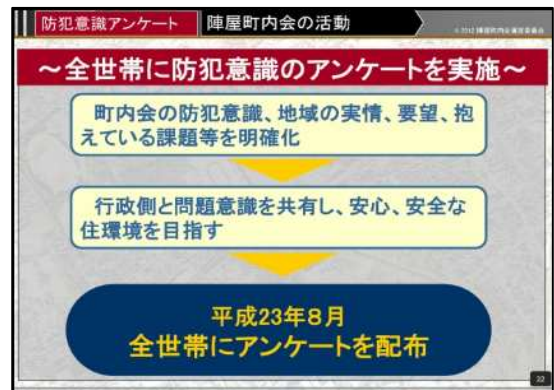 防犯意識アンケート 陣屋町内会の活動
～全世帯に防犯意識のアンケートを実施～
町内会の防犯意識、地域の実情、要望、抱
えている課題等を明確化
行政側と問題意識を共有し、安心、安全な
住環境を目指す
平成23年8月
全世帯にアンケートを配布